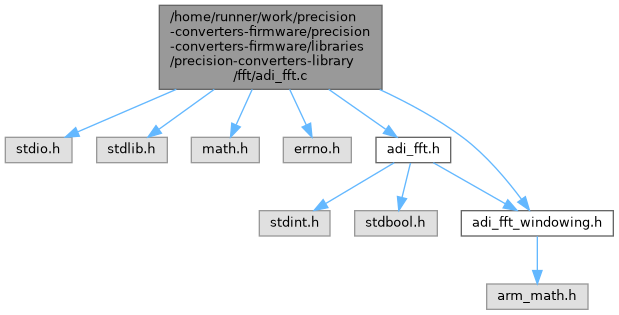 /home/runner/work/precision
-converters-firmware/precision
-converters-firmware/libraries
/precision-converters-library
/fft/adi_fft.c
stdio.h
stdlib.h
math.h
errno.h
adi_fft.h
stdint.h
stdbool.h
adi_fft_windowing.h
arm_math.h